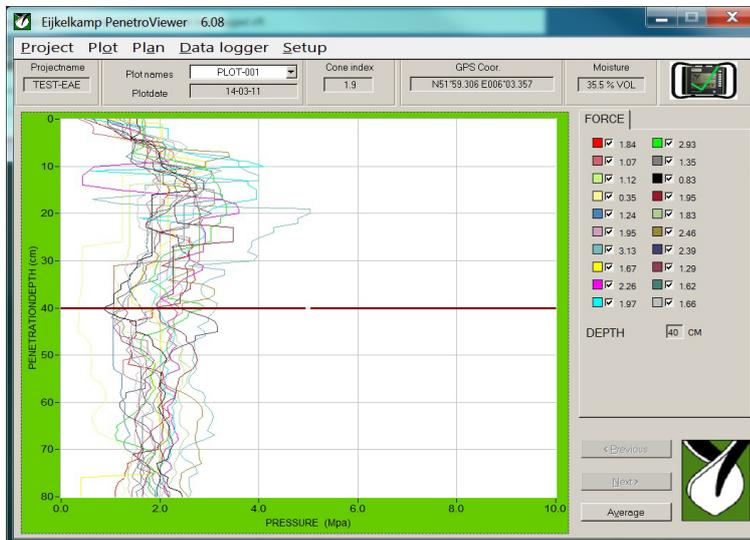 Eijkelkamp PenetroViewer 6.08
Project Plot Plan Data logger Setup
Projectname
TEST-EAE
Plot names PLOT-001
Plotdate 14-03-11
Cone index
1.9
GPS Coor.
N51°59.306 E006°03.357
Moisture
35.5 % VOL
FORCE
1.84 2.93
1.07 1.35
1.12 0.83
0.35 1.95
1.24 1.83
1.95 2.46
3.13 2.39
1.67 1.29
2.26 1.62
1.97 1.66
DEPTH 40 CM
< Previous
Next >
Average
PENETRATIONDEPTH (cm)
0
10
20
30
40
50
60
70
80
0.0 2.0 4.0 6.0 8.0 10.0
PRESSURE (Mpa)